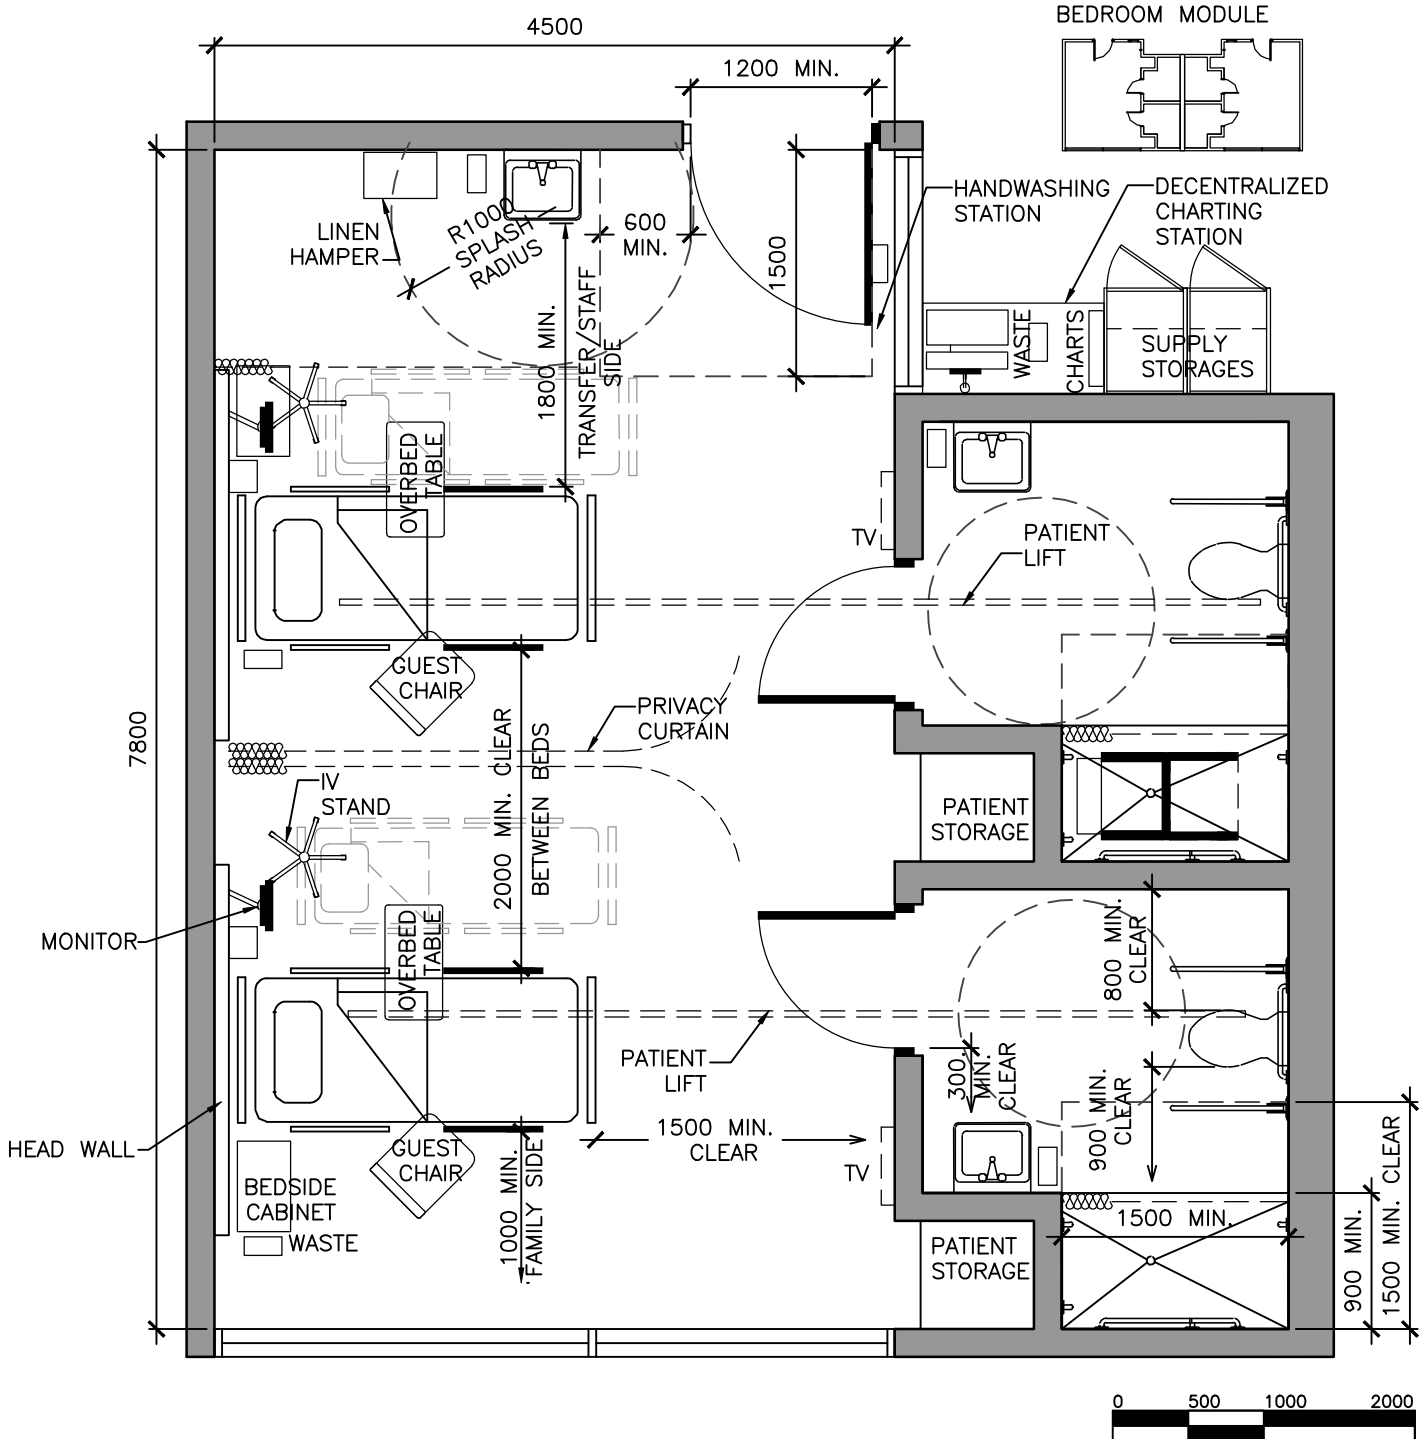 BEDROOM MODULE
4500
1200 MIN.
HANDWASHING
STATION
DECENTRALIZED
CHARTING
STATION
LINEN
HAMPER
R1000
SPLASH
RADIUS
600
MIN.
1500
1800 MIN.
TRANSFER/STAFF
SIDE
WASTE
CHARTS
SUPPLY
STORAGES
OVERBED
TABLE
TV
PATIENT
LIFT
GUEST
CHAIR
7800
PRIVACY
CURTAIN
2000 MIN. CLEAR
BETWEEN BEDS
IV
STAND
PATIENT
STORAGE
MONITOR
OVERBED
TABLE
800 MIN.
CLEAR
PATIENT
LIFT
300.
MIN.
CLEAR
900 MIN.
CLEAR
HEAD WALL
1500 MIN.
CLEAR
GUEST
CHAIR
TV
BEDSIDE
CABINET
WASTE
1000 MIN.
FAMILY SIDE
1500 MIN.
PATIENT
STORAGE
900 MIN.
1500 MIN. CLEAR
0 500 1000 2000